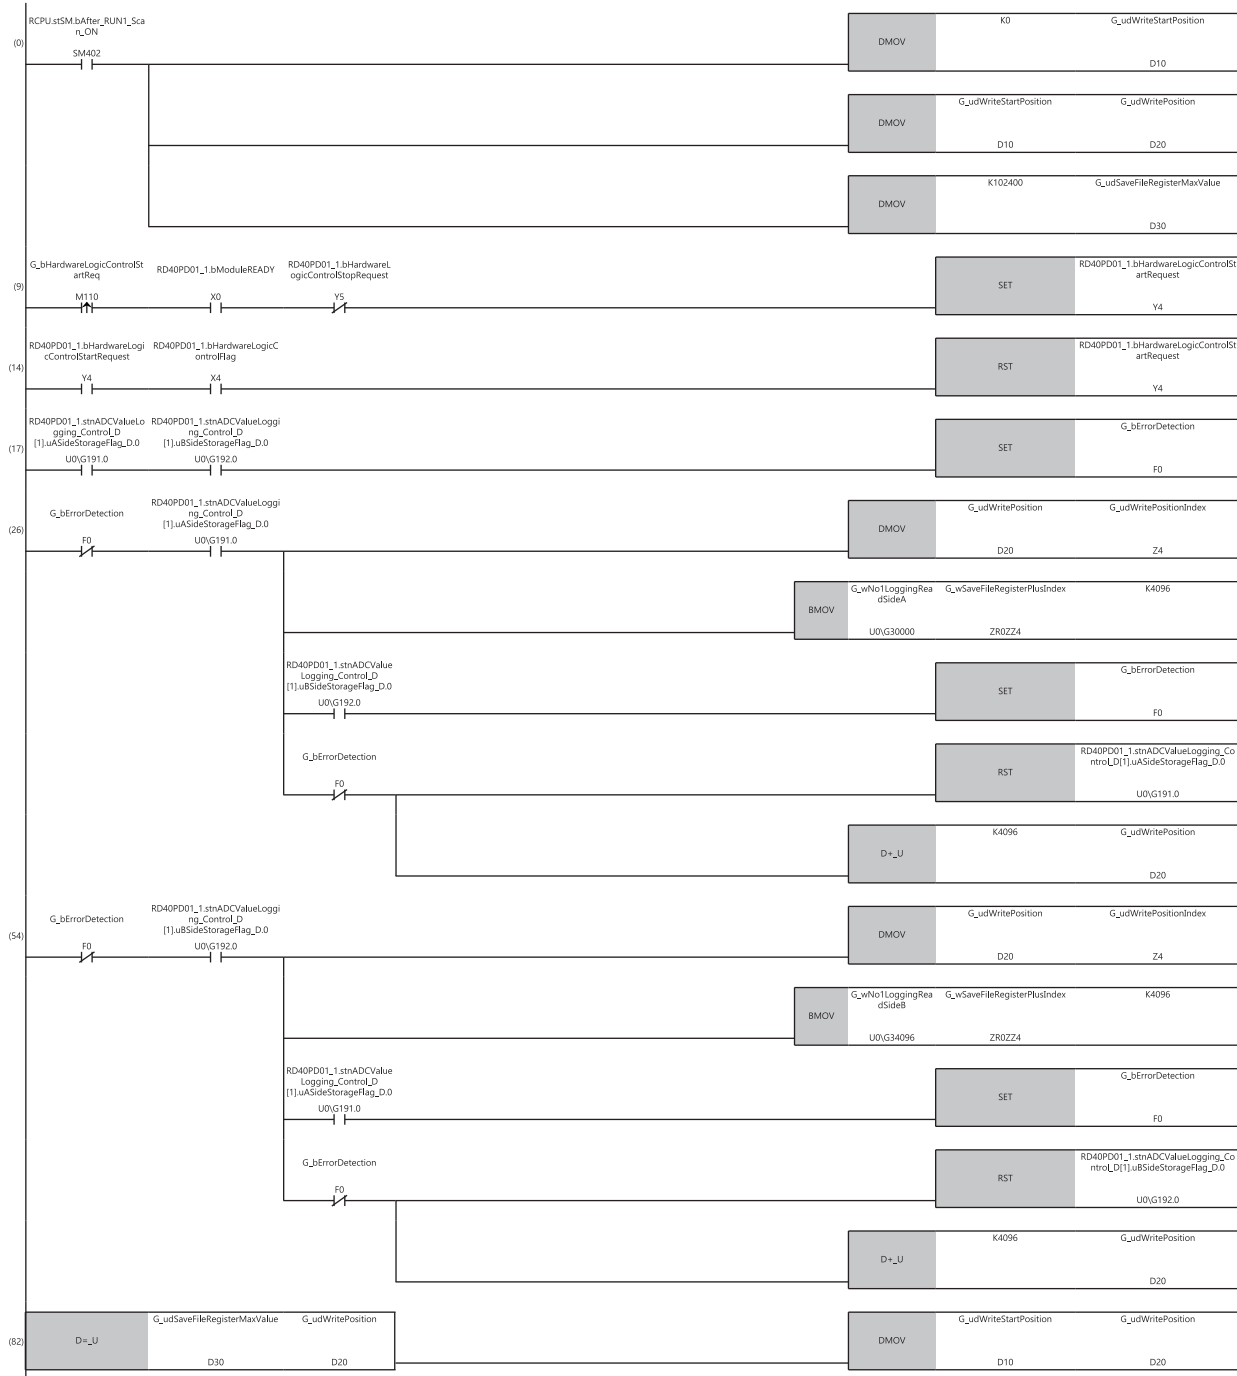 RCPU.stSM.bAfter_RUN1_Sca
n_ON
(0)
SM402
DMOV
K0
G_udWriteStartPosition
D10
DMOV
G_udWriteStartPosition
G_udWritePosition
D10
D20
DMOV
K102400
G_udSaveFileRegisterMaxValue
D30
G_bHardwareLogicControlSt
artReq
RD40PD01_1.bModuleREADY
RD40PD01_1.bHardwareL
ogicControlStopRequest
(9)
M110
X0
Y5
SET
RD40PD01_1.bHardwareLogicControlSt
artRequest
Y4
RD40PD01_1.bHardwareLogi
cControlStartRequest
RD40PD01_1.bHardwareLogicC
ontrolFlag
(14)
Y4
X4
RST
RD40PD01_1.bHardwareLogicControlSt
artRequest
Y4
RD40PD01_1.stnADCValueLo
gging_Control_D
[1].uASideStorageFlag_D.0
RD40PD01_1.stnADCValueLoggi
ng_Control_D
[1].uBSideStorageFlag_D.0
(17)
U0\G191.0
U0\G192.0
SET
G_bErrorDetection
F0
G_bErrorDetection
RD40PD01_1.stnADCValueLoggi
ng_Control_D
[1].uASideStorageFlag_D.0
(26)
F0
U0\G191.0
DMOV
G_udWritePosition
G_udWritePositionIndex
D20
Z4
BMOV
G_wNo1LoggingRea
dSideA
G_wSaveFileRegisterPlusIndex
K4096
U0\G30000
ZR0ZZ4
RD40PD01_1.stnADCValue
Logging_Control_D
[1].uBSideStorageFlag_D.0
U0\G192.0
SET
G_bErrorDetection
F0
G_bErrorDetection
F0
RST
RD40PD01_1.stnADCValueLogging_Co
ntrol_D[1].uASideStorageFlag_D.0
U0\G191.0
D+_U
K4096
G_udWritePosition
D20
G_bErrorDetection
RD40PD01_1.stnADCValueLoggi
ng_Control_D
[1].uBSideStorageFlag_D.0
(54)
F0
U0\G192.0
DMOV
G_udWritePosition
G_udWritePositionIndex
D20
Z4
BMOV
G_wNo1LoggingRea
dSideB
G_wSaveFileRegisterPlusIndex
K4096
U0\G34096
ZR0ZZ4
RD40PD01_1.stnADCValue
Logging_Control_D
[1].uASideStorageFlag_D.0
U0\G191.0
SET
G_bErrorDetection
F0
G_bErrorDetection
F0
RST
RD40PD01_1.stnADCValueLogging_Co
ntrol_D[1].uBSideStorageFlag_D.0
U0\G192.0
D+_U
K4096
G_udWritePosition
D20
(82)
D=_U
G_udSaveFileRegisterMaxValue
G_udWritePosition
D30
D20
DMOV
G_udWriteStartPosition
G_udWritePosition
D10
D20